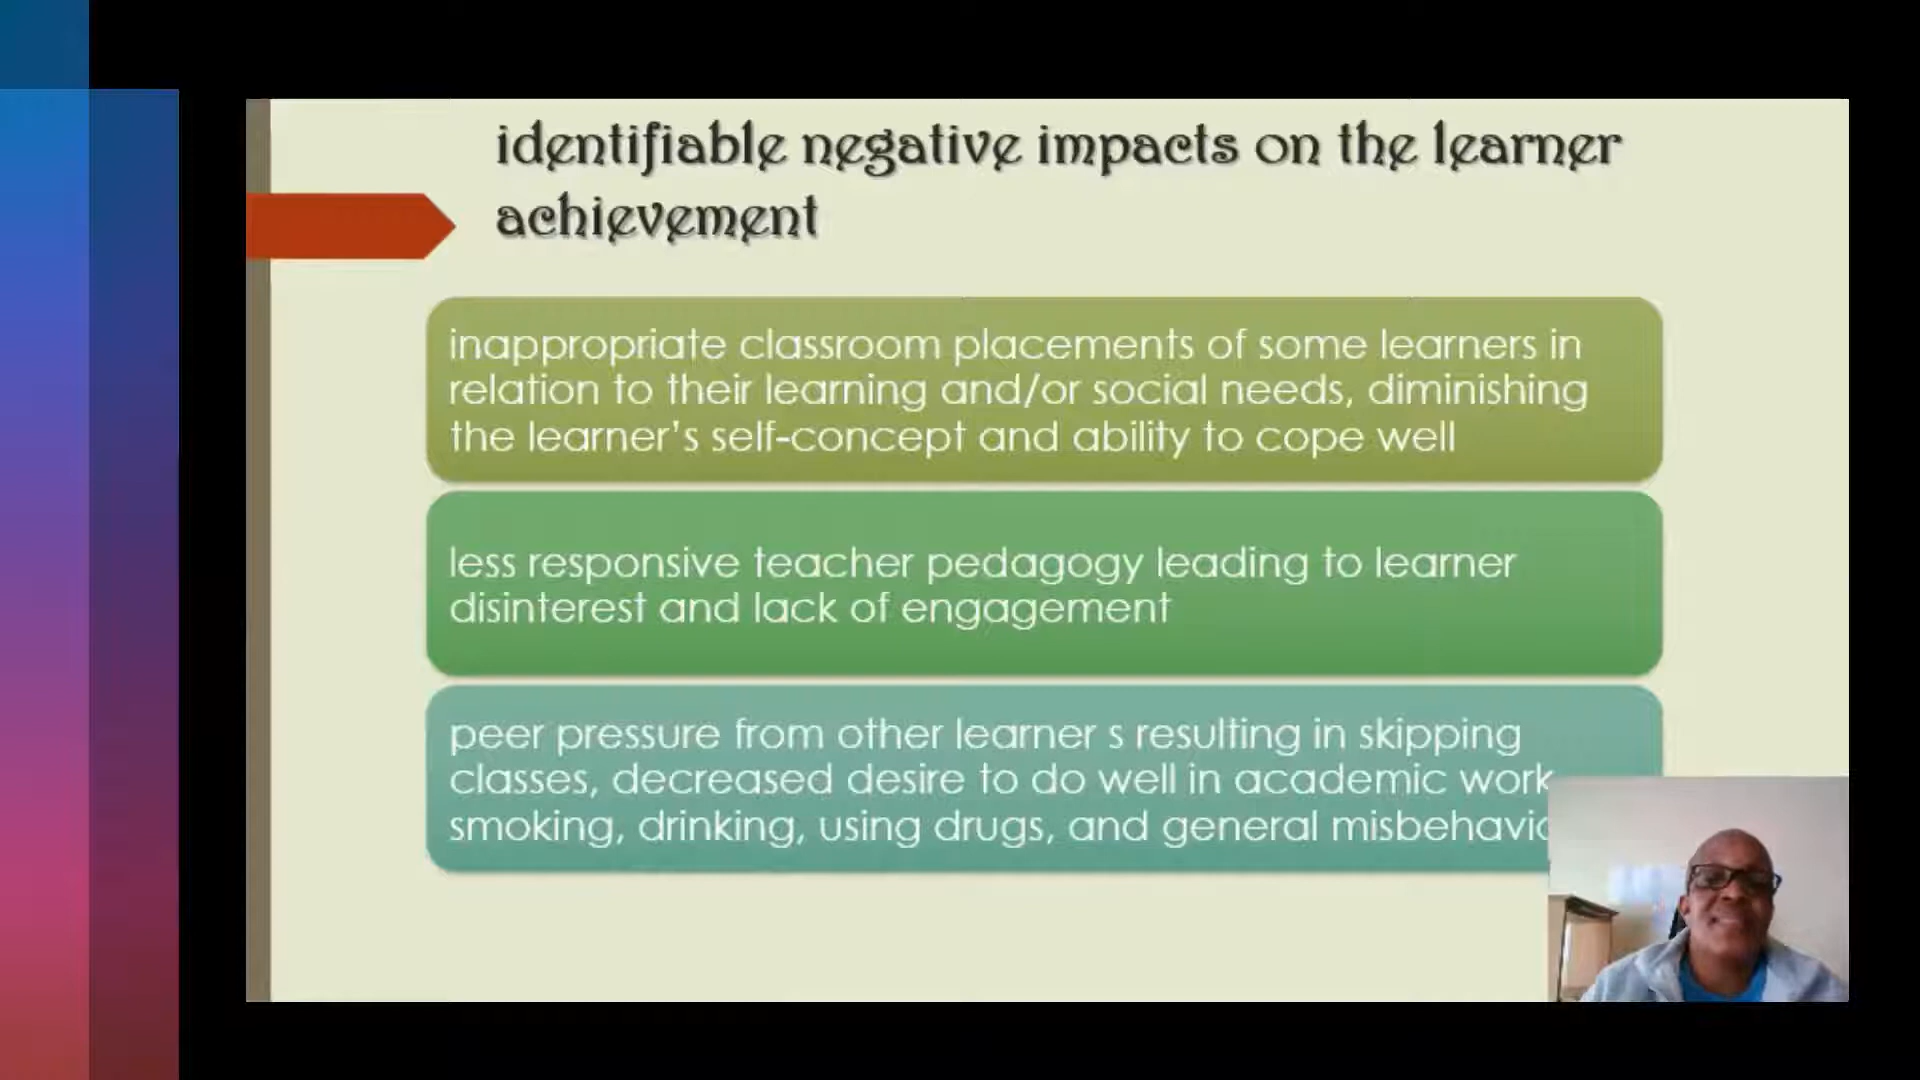 identifiable negative impacts on the learner
achievement
inappropriate classroom placements of some learners in
relation to their learning and/or social needs, diminishing
the learner's self-concept and ability to cope well
less responsive teacher pedagogy leading to learner
disinterest and lack of engagement
peer pressure from other learner s resulting in skipping
classes, decreased desire to do well in academic work
smoking, drinking, using drugs, and general